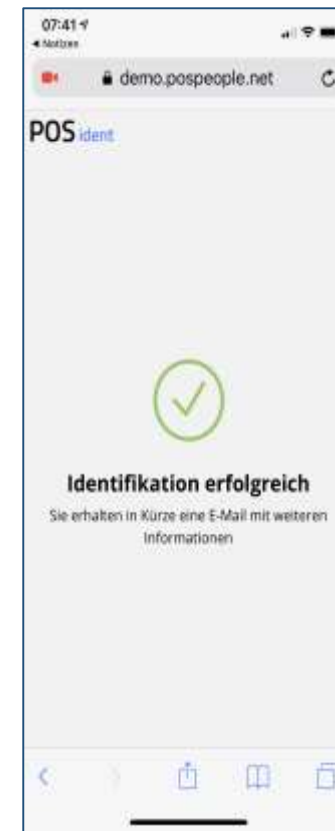 07:41
◀ Notizen
demo.pospeople.net
POS ident
Identifikation erfolgreich
Sie erhalten in Kürze eine E-Mail mit weiteren
Informationen